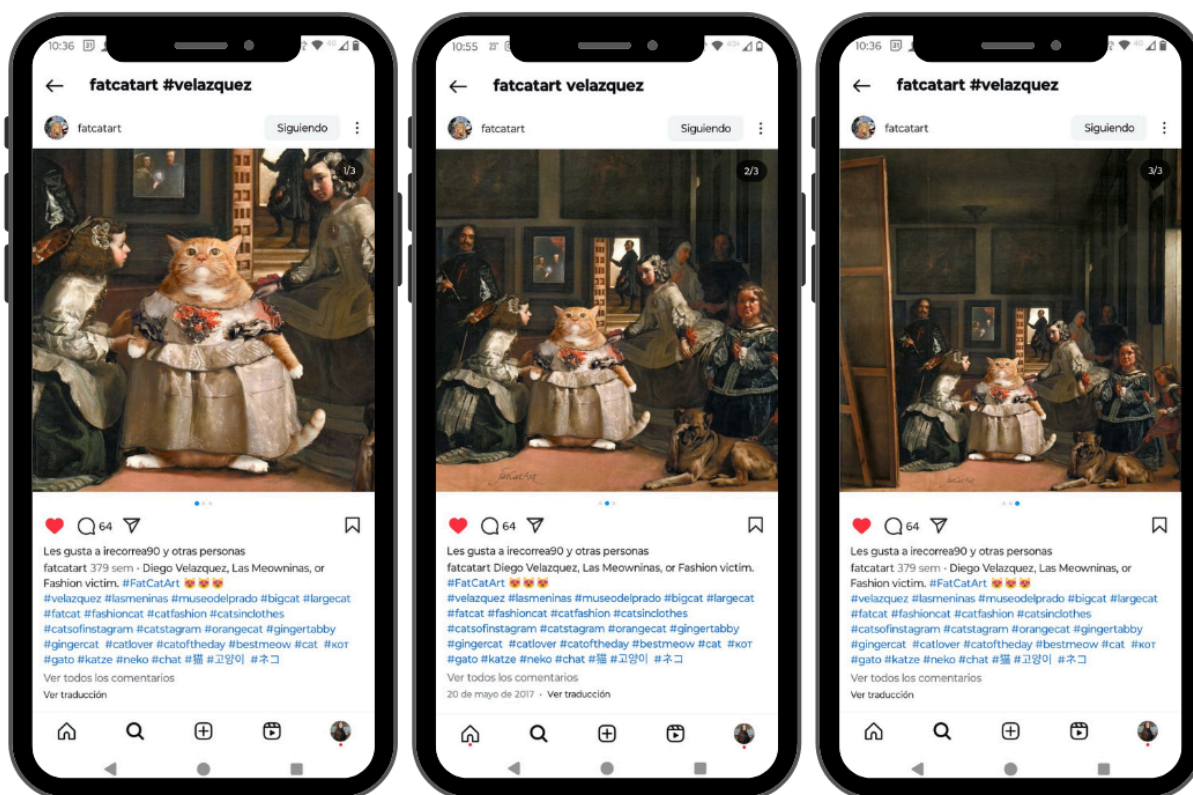 10:36
fatcatart #velazquez
fatcatart
Siguiendo
1/3
64
Les gusta a irecorrea90 y otras personas
fatcatart 379 sem · Diego Velazquez, Las Meowninas, or
Fashion victim. #FatCatArt 😻😻😻
#velazquez #lasmeninas #museodelprado #bigcat #largecat
#fatcat #fashioncat #catfashion #catsinclothes
#catsofinstagram #catstagram #orangecat #gingertabby
#gingercat #catlover #catoftheday #bestmeow #cat #кот
#gato #katze #neko #chat #猫 #고양이 #ネコ
Ver todos los comentarios
Ver traducción
10:55 23°
fatcatart velazquez
fatcatart
Siguiendo
2/3
FatCatArt
64
Les gusta a irecorrea90 y otras personas
fatcatart Diego Velazquez, Las Meowninas, or Fashion victim.
#FatCatArt 😻😻😻
#velazquez #lasmeninas #museodelprado #bigcat #largecat
#fatcat #fashioncat #catfashion #catsinclothes
#catsofinstagram #catstagram #orangecat #gingertabby
#gingercat #catlover #catoftheday #bestmeow #cat #кот
#gato #katze #neko #chat #猫 #고양이 #ネコ
Ver todos los comentarios
20 de mayo de 2017 · Ver traducción
10:36
fatcatart #velazquez
fatcatart
Siguiendo
3/3
FatCatArt
64
Les gusta a irecorrea90 y otras personas
fatcatart 379 sem · Diego Velazquez, Las Meowninas, or
Fashion victim. #FatCatArt 😻😻😻
#velazquez #lasmeninas #museodelprado #bigcat #largecat
#fatcat #fashioncat #catfashion #catsinclothes
#catsofinstagram #catstagram #orangecat #gingertabby
#gingercat #catlover #catoftheday #bestmeow #cat #кот
#gato #katze #neko #chat #猫 #고양이 #ネコ
Ver todos los comentarios
Ver traducción